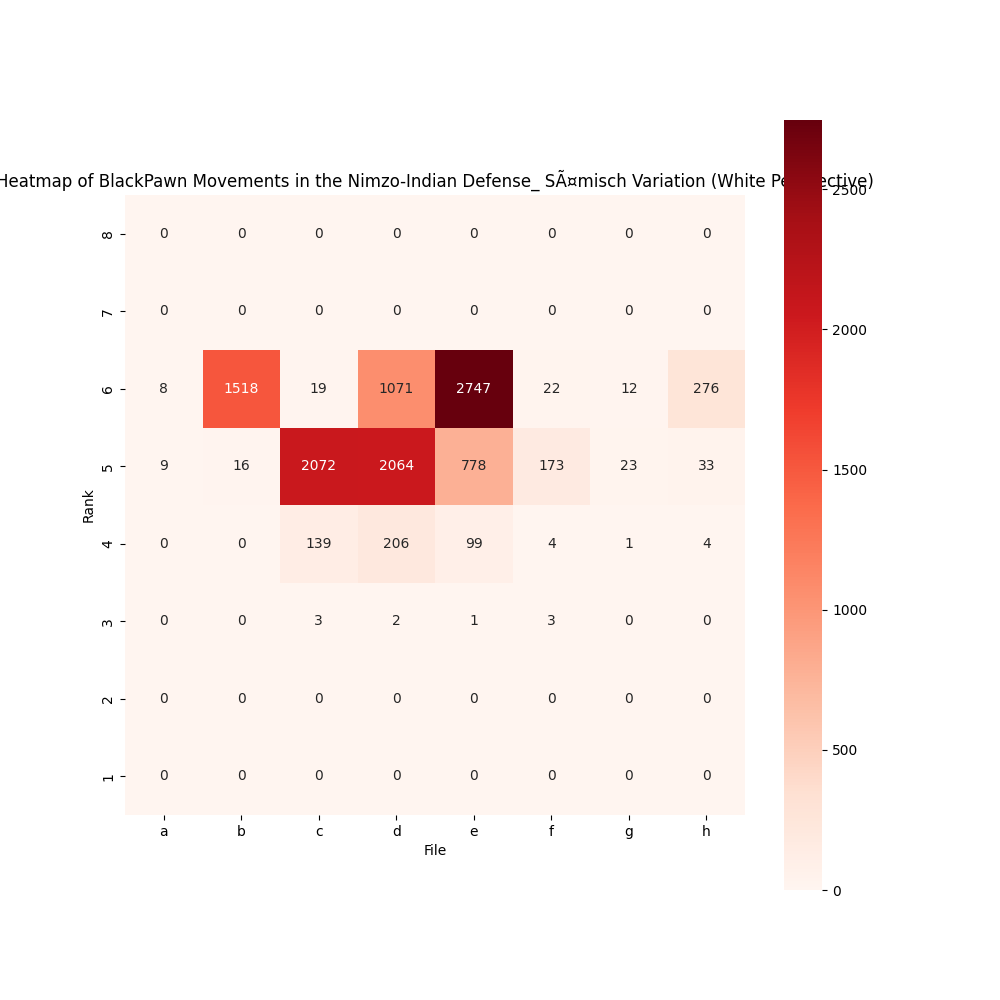 Heatmap of BlackPawn Movements in the Nimzo-Indian Defense_ SÃ¤misch Variation (White Pe ective)
2500
8 0 0 0 0 0 0 0 0
7 0 0 0 0 0 0 0 0
2000
6 8 1518 19 1071 2747 22 12 276
1500
5 9 16 2072 2064 778 173 23 33
Rank
4 0 0 139 206 99 4 1 4
1000
3 0 0 3 2 1 3 0 0
2 0 0 0 0 0 0 0 0
500
1 0 0 0 0 0 0 0 0
a b c d e f g h
File
0